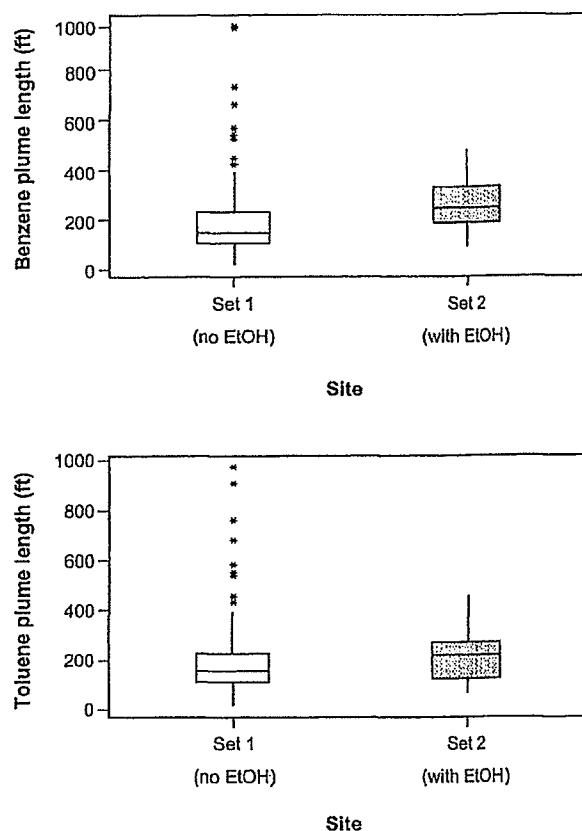 Benzene plume length (ft)
1000
800
600
400
200
0
Set 1
Set 2
(no EtOH)
(with EtOH)
Site
Toluene plume length (ft)
1000
800
600
400
200
0
Set 1
Set 2
(no EtOH)
(with EtOH)
Site